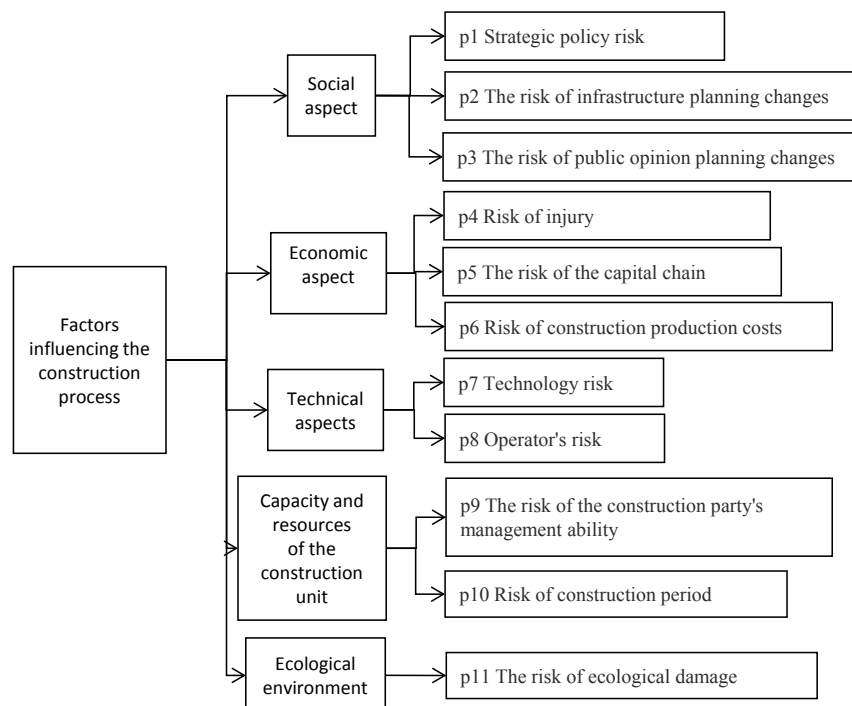 Factors
influencing the
construction
process
Social
aspect
p1 Strategic policy risk
p2 The risk of infrastructure planning changes
p3 The risk of public opinion planning changes
Economic
aspect
p4 Risk of injury
p5 The risk of the capital chain
p6 Risk of construction production costs
Technical
aspects
p7 Technology risk
p8 Operator's risk
Capacity and
resources
of the
construction
unit
p9 The risk of the construction party's
management ability
p10 Risk of construction period
Ecological
environment
p11 The risk of ecological damage